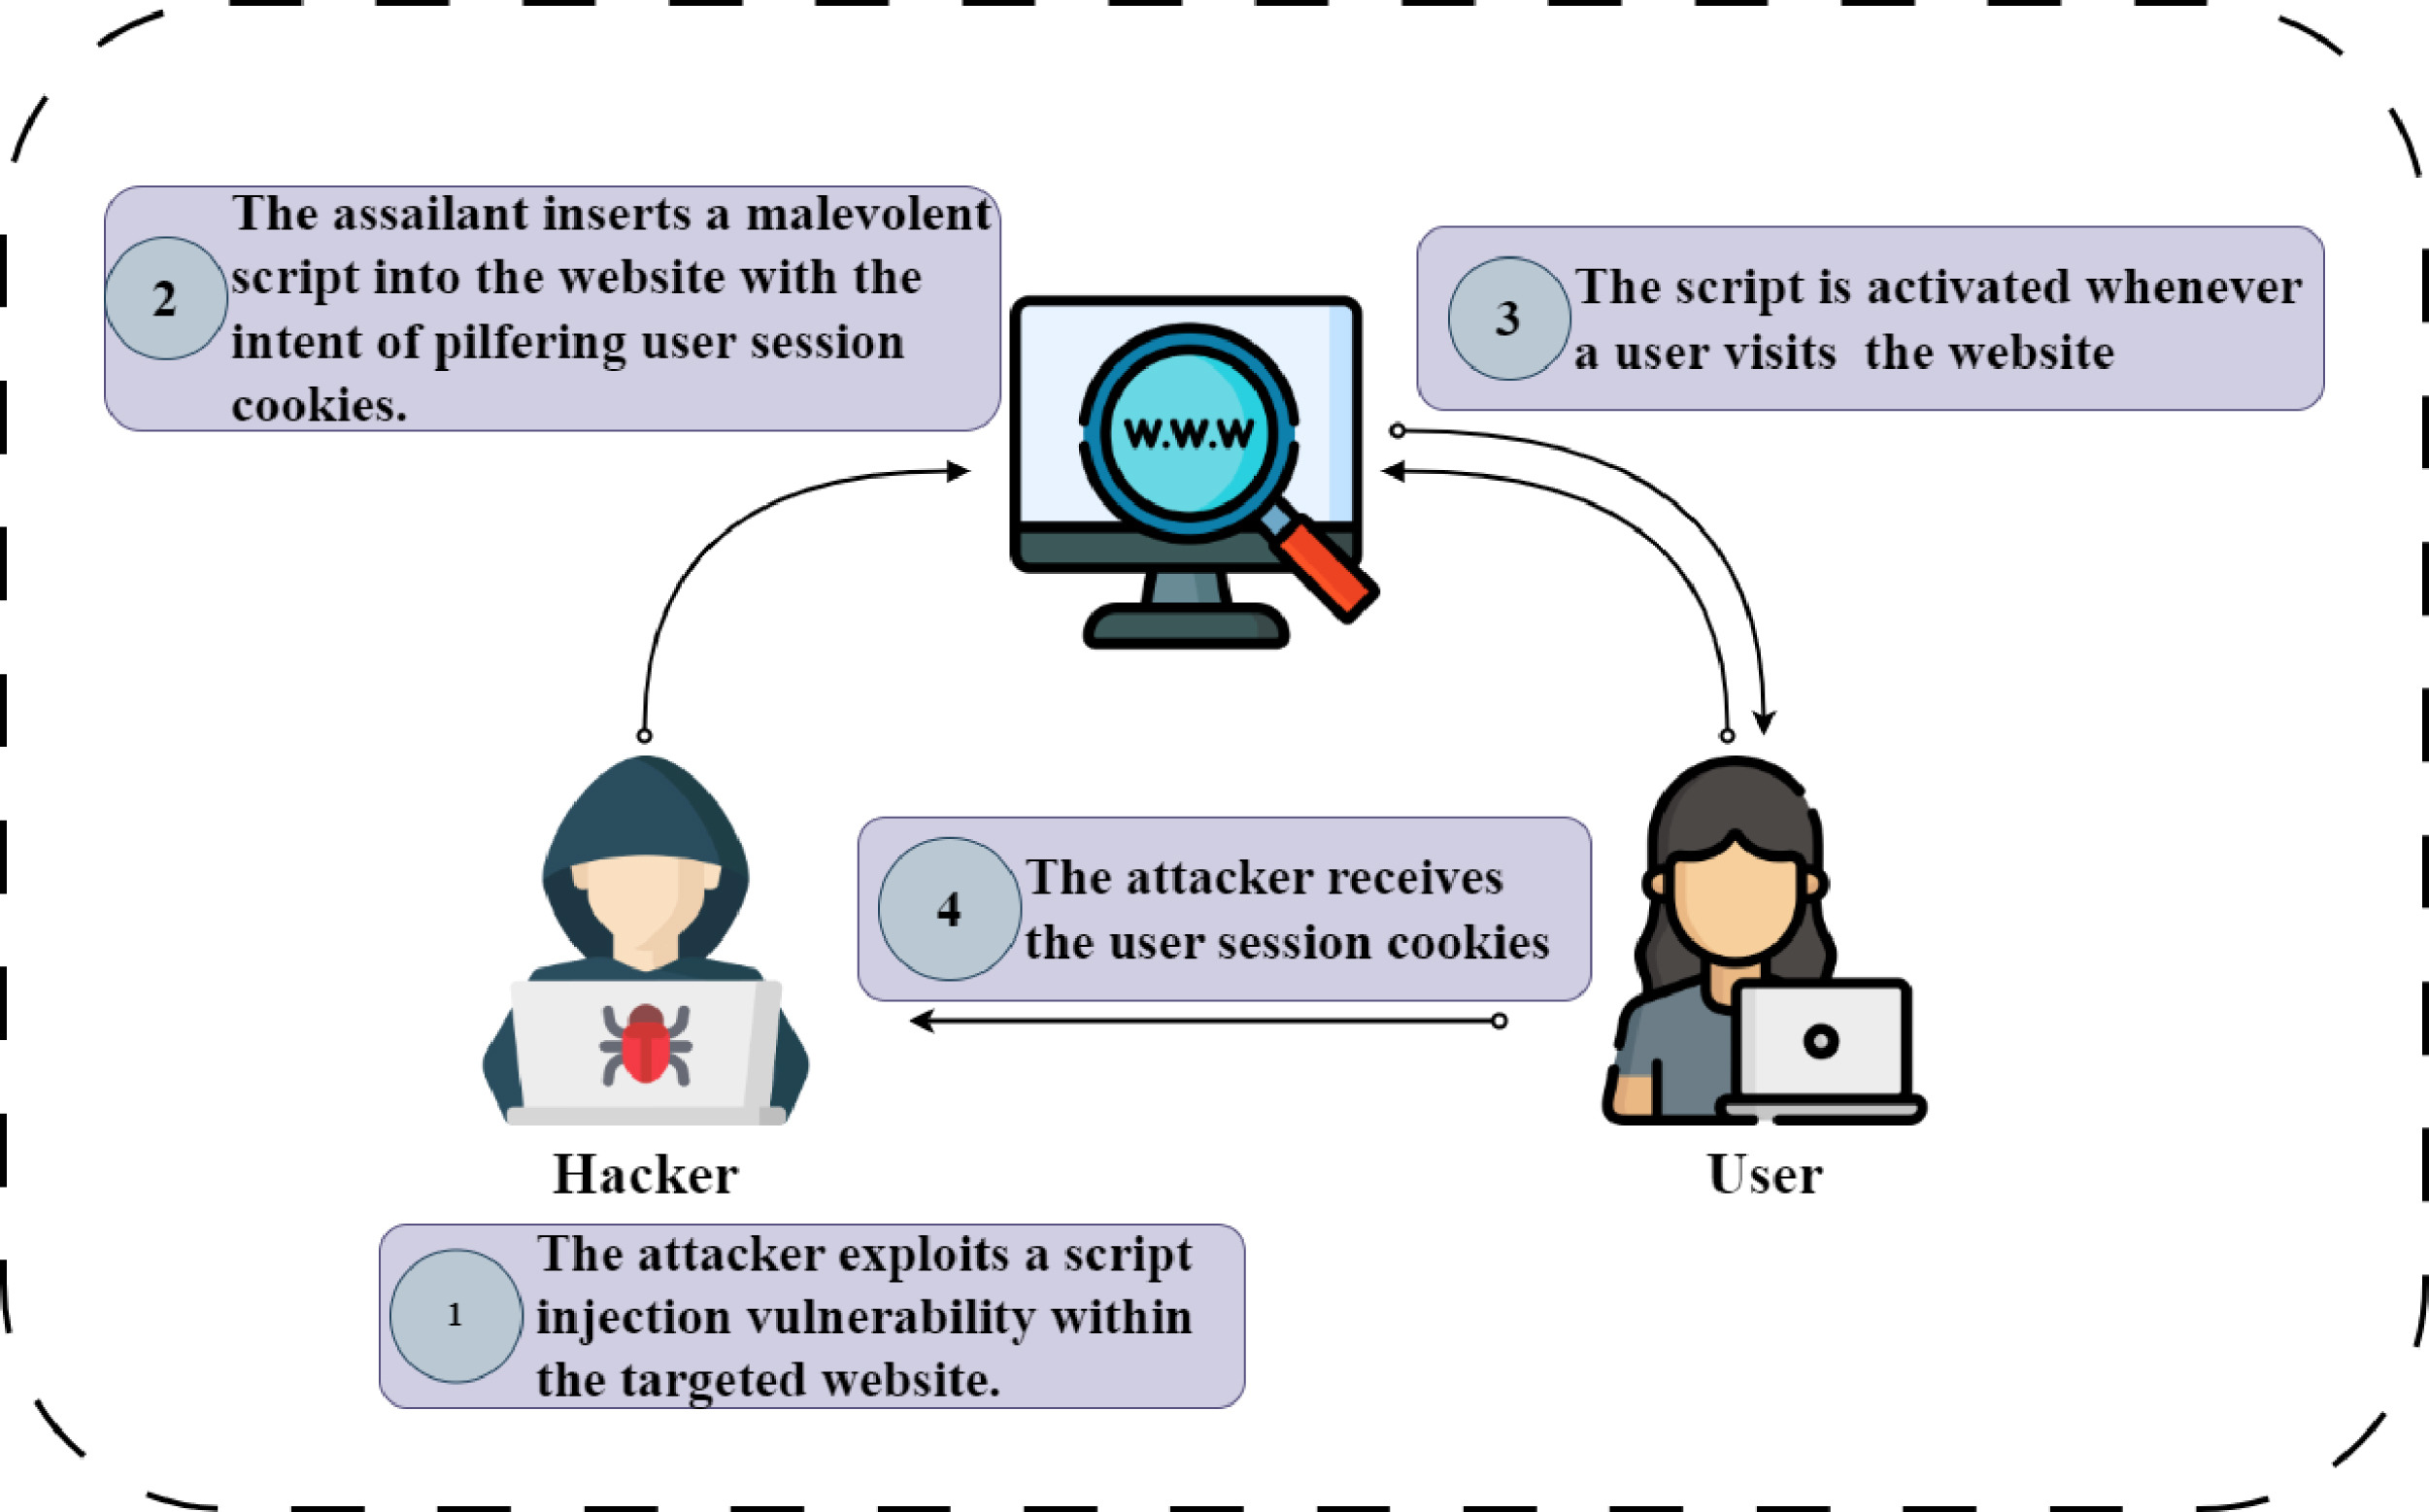 2
The assailant inserts a malevolent
script into the website with the
intent of pilfering user session
cookies.
3
The script is activated whenever
a user visits  the website
W.W.W
4
The attacker receives
the user session cookies
Hacker
User
1
The attacker exploits a script
injection vulnerability within
the targeted website.